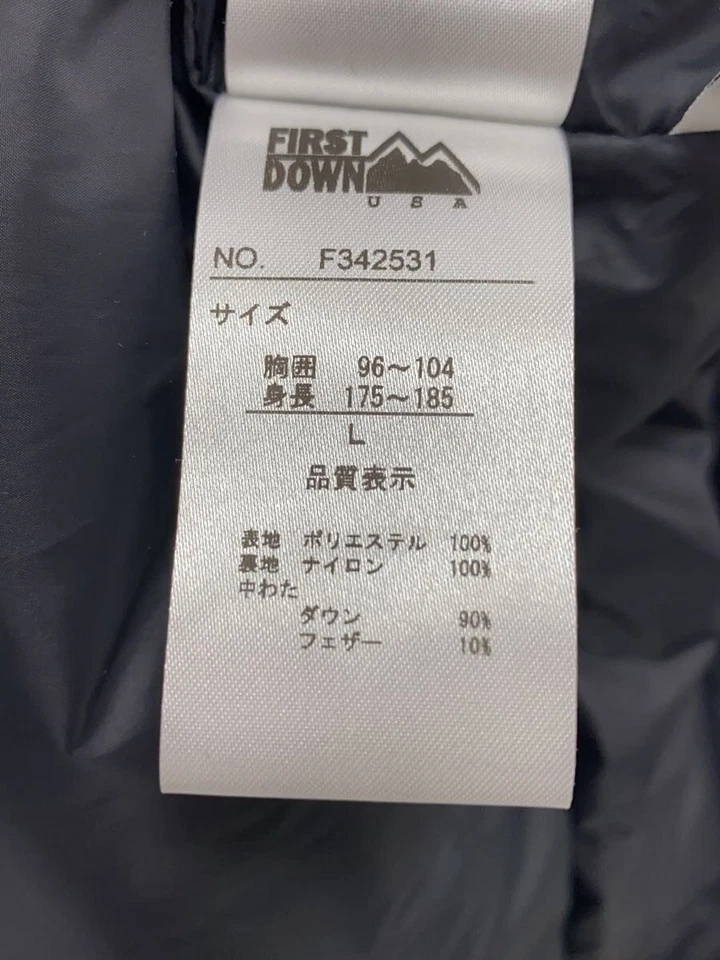 FIRST
DOWN
USA
NO. F342531
サイズ
胸囲 96～104
身長 175～185
L
品質表示
表地 ポリエステル 100%
裏地 ナイロン 100%
中わた
ダウン 90%
フェザー 10%